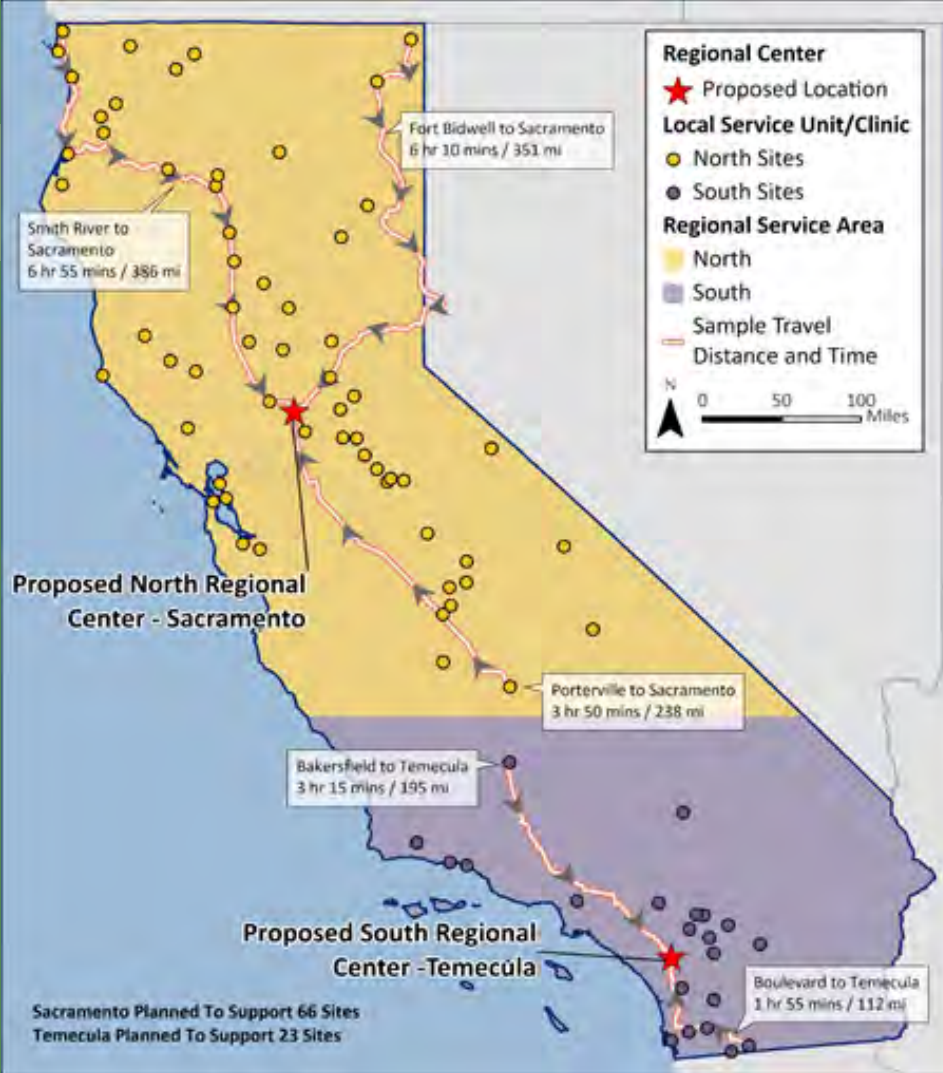 Regional Center
Proposed Location
Local Service Unit/Clinic
North Sites
South Sites
Regional Service Area
North
South
Sample Travel
Distance and Time
N
0 50 100
Miles
Fort Bidwell to Sacramento
6 hr 10 mins / 351 mi
Smith River to
Sacramento
6 hr 55 mins / 386 mi
Proposed North Regional
Center - Sacramento
Porterville to Sacramento
3 hr 50 mins / 238 mi
Bakersfield to Temecula
3 hr 15 mins / 195 mi
Proposed South Regional
Center -Temecula
Boulevard to Temecula
1 hr 55 mins / 112 mi
Sacramento Planned To Support 66 Sites
Temecula Planned To Support 23 Sites